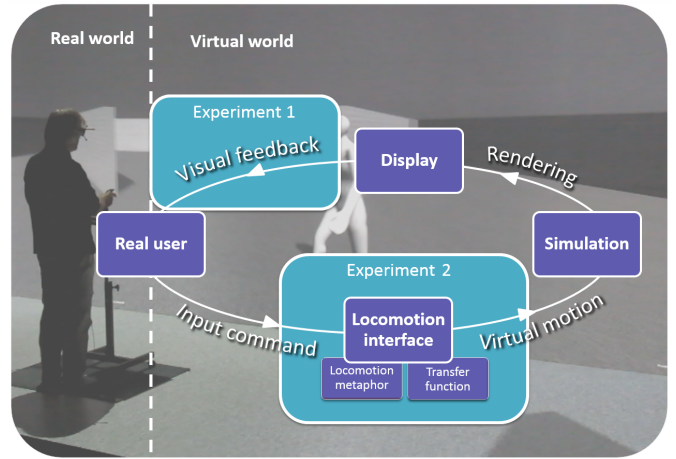 Real world
Virtual world
Experiment 1
Visual feedback
Display
Rendering
Real user
Simulation
Experiment 2
Input command
Locomotion
interface
Virtual motion
Locomotion
metaphor
Transfer
function